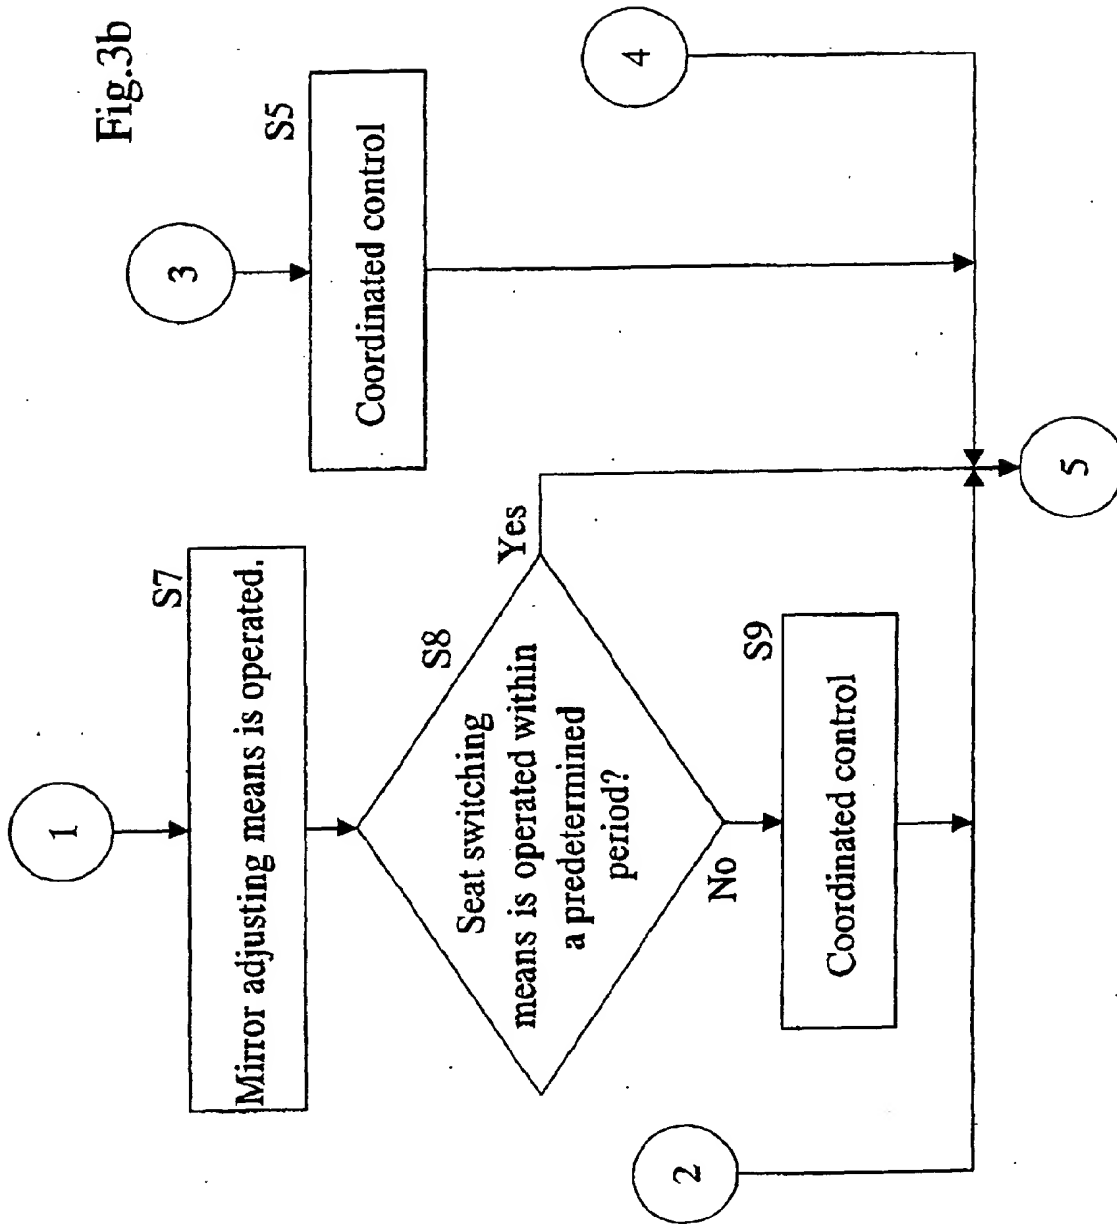 Fig.3b
1
3
S7
Mirror adjusting means is operated.
S5
Coordinated control
S8
Seat switching
means is operated within
a predetermined
period?
Yes
No
S9
Coordinated control
2
4
5